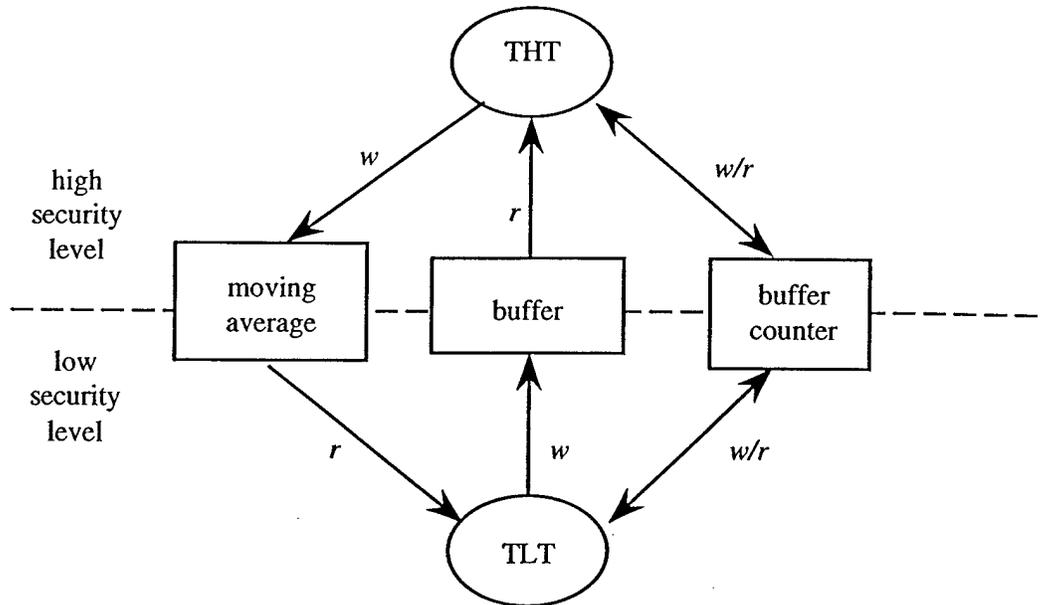 THT
w
w/r
high
security
level
r
moving
average
buffer
buffer
counter
low
security
level
r
w
w/r
TLT